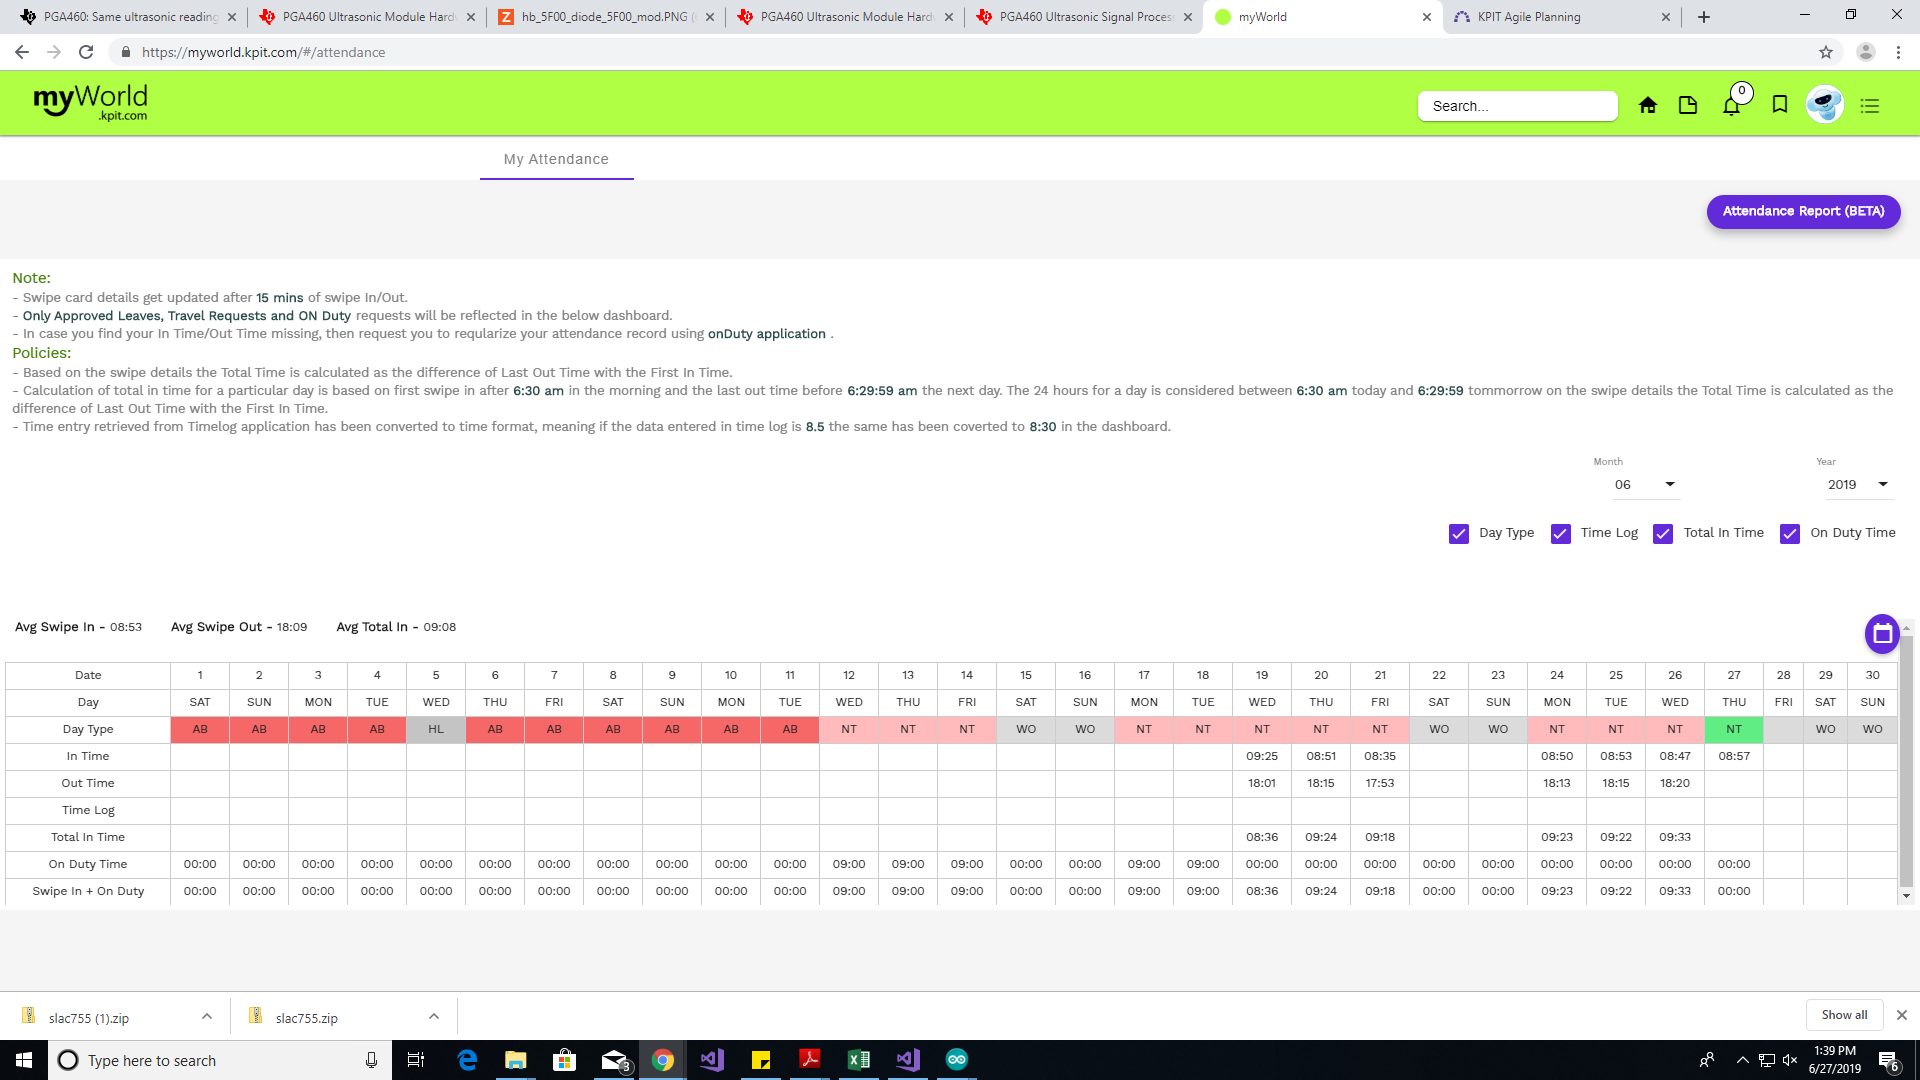 PGA460: Same ultrasonic reading
PGA460 Ultrasonic Module Hardw
hb_5F00_diode_5F00_mod.PNG (
PGA460 Ultrasonic Module Hardw
PGA460 Ultrasonic Signal Process
myWorld
KPIT Agile Planning
https://myworld.kpit.com/#/attendance
myWorld
.kpit.com
Search...
0
My Attendance
Attendance Report (BETA)
Note:
- Swipe card details get updated after 15 mins of swipe In/Out.
- Only Approved Leaves, Travel Requests and ON Duty requests will be reflected in the below dashboard.
- In case you find your In Time/Out Time missing, then request you to reqularize your attendance record using onDuty application .
Policies:
- Based on the swipe details the Total Time is calculated as the difference of Last Out Time with the First In Time.
- Calculation of total in time for a particular day is based on first swipe in after 6:30 am in the morning and the last out time before 6:29:59 am the next day. The 24 hours for a day is considered between 6:30 am today and 6:29:59 tommorrow on the swipe details the Total Time is calculated as the
difference of Last Out Time with the First In Time.
- Time entry retrieved from Timelog application has been converted to time format, meaning if the data entered in time log is 8.5 the same has been coverted to 8:30 in the dashboard.
Month Year
06 2019
Day Type Time Log Total In Time On Duty Time
Avg Swipe In - 08:53 Avg Swipe Out - 18:09 Avg Total In - 09:08
Date 1 2 3 4 5 6 7 8 9 10 11 12 13 14 15 16 17 18 19 20 21 22 23 24 25 26 27 28 29 30
Day SAT SUN MON TUE WED THU FRI SAT SUN MON TUE WED THU FRI SAT SUN MON TUE WED THU FRI SAT SUN MON TUE WED THU FRI SAT SUN
Day Type AB AB AB AB HL AB AB AB AB AB AB NT NT NT WO WO NT NT NT NT NT WO WO NT NT NT NT WO WO
In Time 09:25 08:51 08:35 08:50 08:53 08:47 08:57
Out Time 18:01 18:15 17:53 18:13 18:15 18:20
Time Log
Total In Time 08:36 09:24 09:18 09:23 09:22 09:33
On Duty Time 00:00 00:00 00:00 00:00 00:00 00:00 00:00 00:00 00:00 00:00 00:00 09:00 09:00 09:00 00:00 00:00 09:00 09:00 00:00 00:00 00:00 00:00 00:00 00:00 00:00 00:00 00:00
Swipe In + On Duty 00:00 00:00 00:00 00:00 00:00 00:00 00:00 00:00 00:00 00:00 00:00 09:00 09:00 09:00 00:00 00:00 09:00 09:00 08:36 09:24 09:18 00:00 00:00 09:23 09:22 09:33 00:00
slac755 (1).zip
slac755.zip
Show all
Type here to search
3
1:39 PM
6/27/2019
6